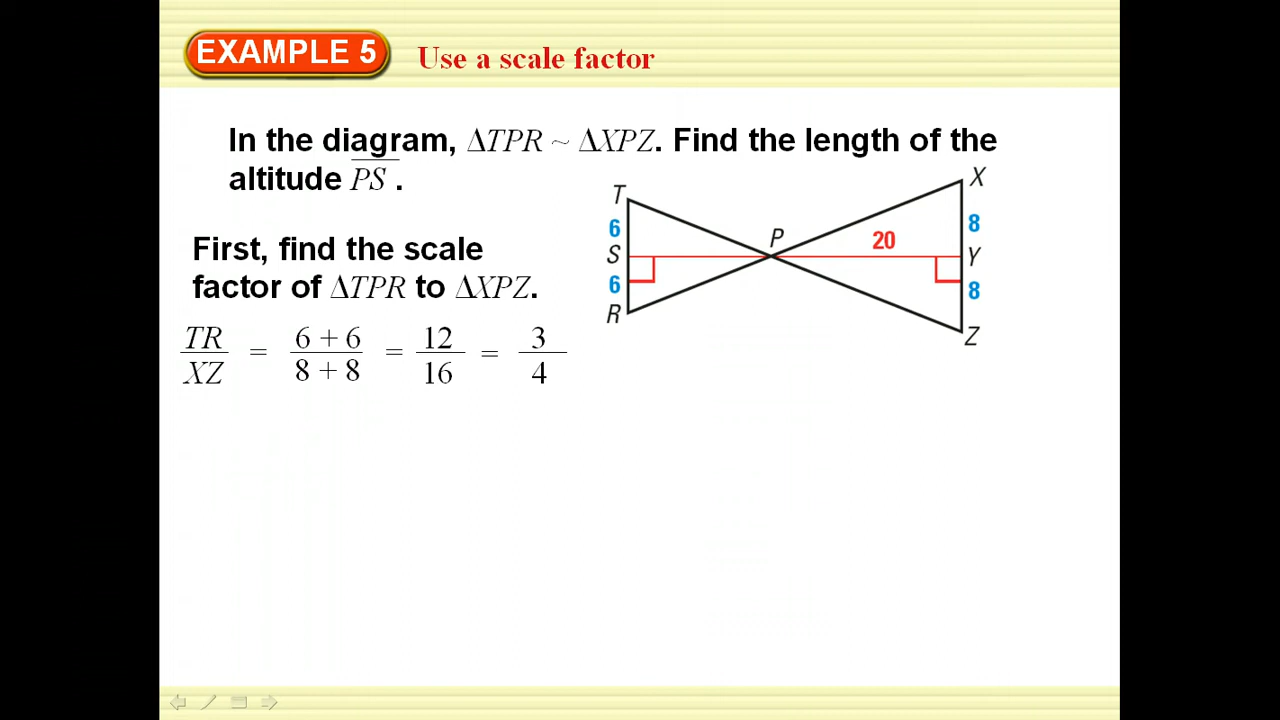 EXAMPLE 5
Use a scale factor
In the diagram, ΔTPR ~ ΔXPZ. Find the length of the
altitude PS .
First, find the scale
factor of ΔTPR to ΔXPZ.
TR/XZ = 6 + 6/8 + 8 = 12/16 = 3/4
T
6
S
6
R
P
20
X
8
Y
8
Z